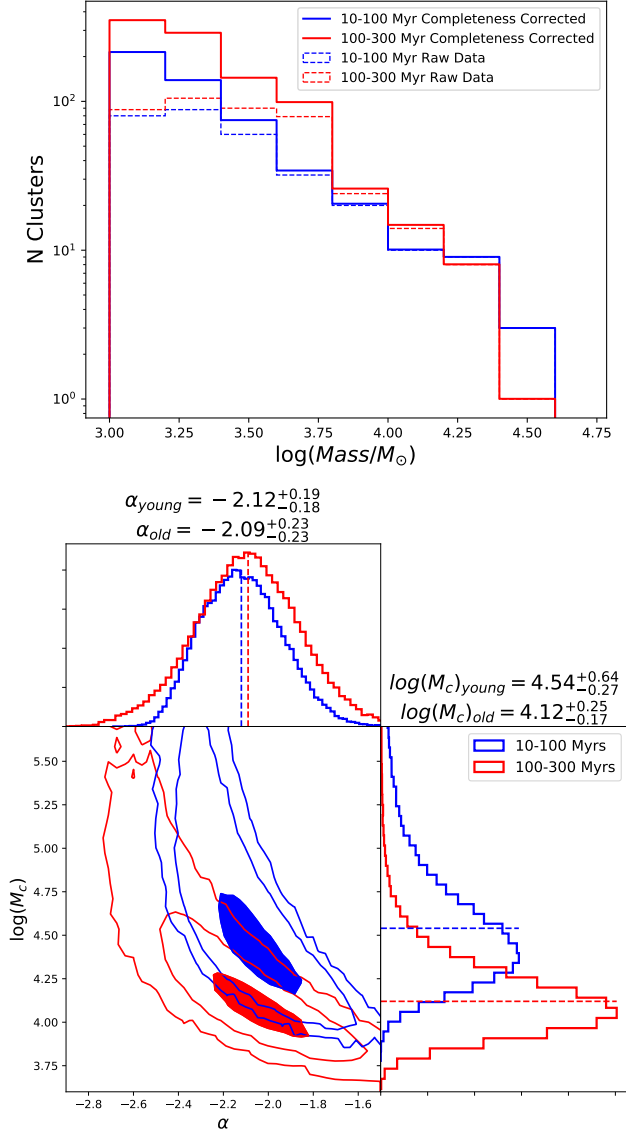 10-100 Myr Completeness Corrected
100-300 Myr Completeness Corrected
10-100 Myr Raw Data
100-300 Myr Raw Data
10²
10¹
10⁰
N Clusters
3.00 3.25 3.50 3.75 4.00 4.25 4.50 4.75
log(Mass/M⊙)
α_young = −2.12 +0.19 −0.18
α_old = −2.09 +0.23 −0.23
log(M_c)_young = 4.54 +0.64 −0.27
log(M_c)_old = 4.12 +0.25 −0.17
10-100 Myrs
100-300 Myrs
5.50
5.25
5.00
4.75
4.50
4.25
4.00
3.75
log(M_c)
−2.8 −2.6 −2.4 −2.2 −2.0 −1.8 −1.6
α